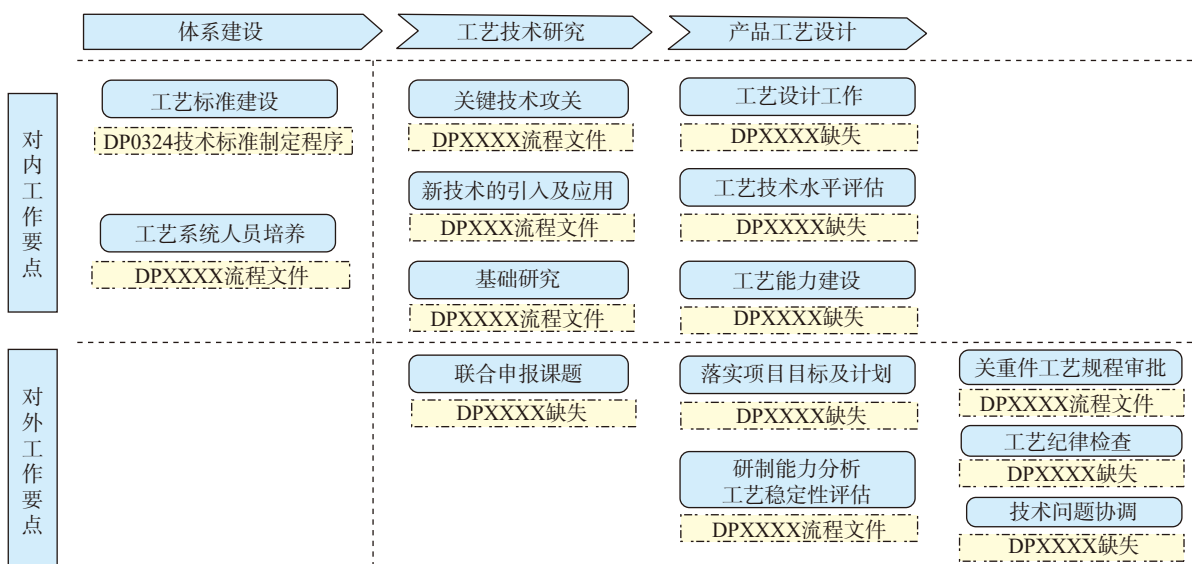 体系建设
工艺技术研究
产品工艺设计
对内工作要点
工艺标准建设
DP0324技术标准制定程序
工艺系统人员培养
DPXXXX流程文件
关键技术攻关
DPXXXX流程文件
新技术的引入及应用
DPXXX流程文件
基础研究
DPXXXX流程文件
工艺设计工作
DPXXXX缺失
工艺技术水平评估
DPXXXX缺失
工艺能力建设
DPXXXX缺失
对外工作要点
联合申报课题
DPXXXX缺失
落实项目目标及计划
DPXXXX缺失
研制能力分析
工艺稳定性评估
DPXXXX流程文件
关重件工艺规程审批
DPXXXX流程文件
工艺纪律检查
DPXXXX缺失
技术问题协调
DPXXXX缺失